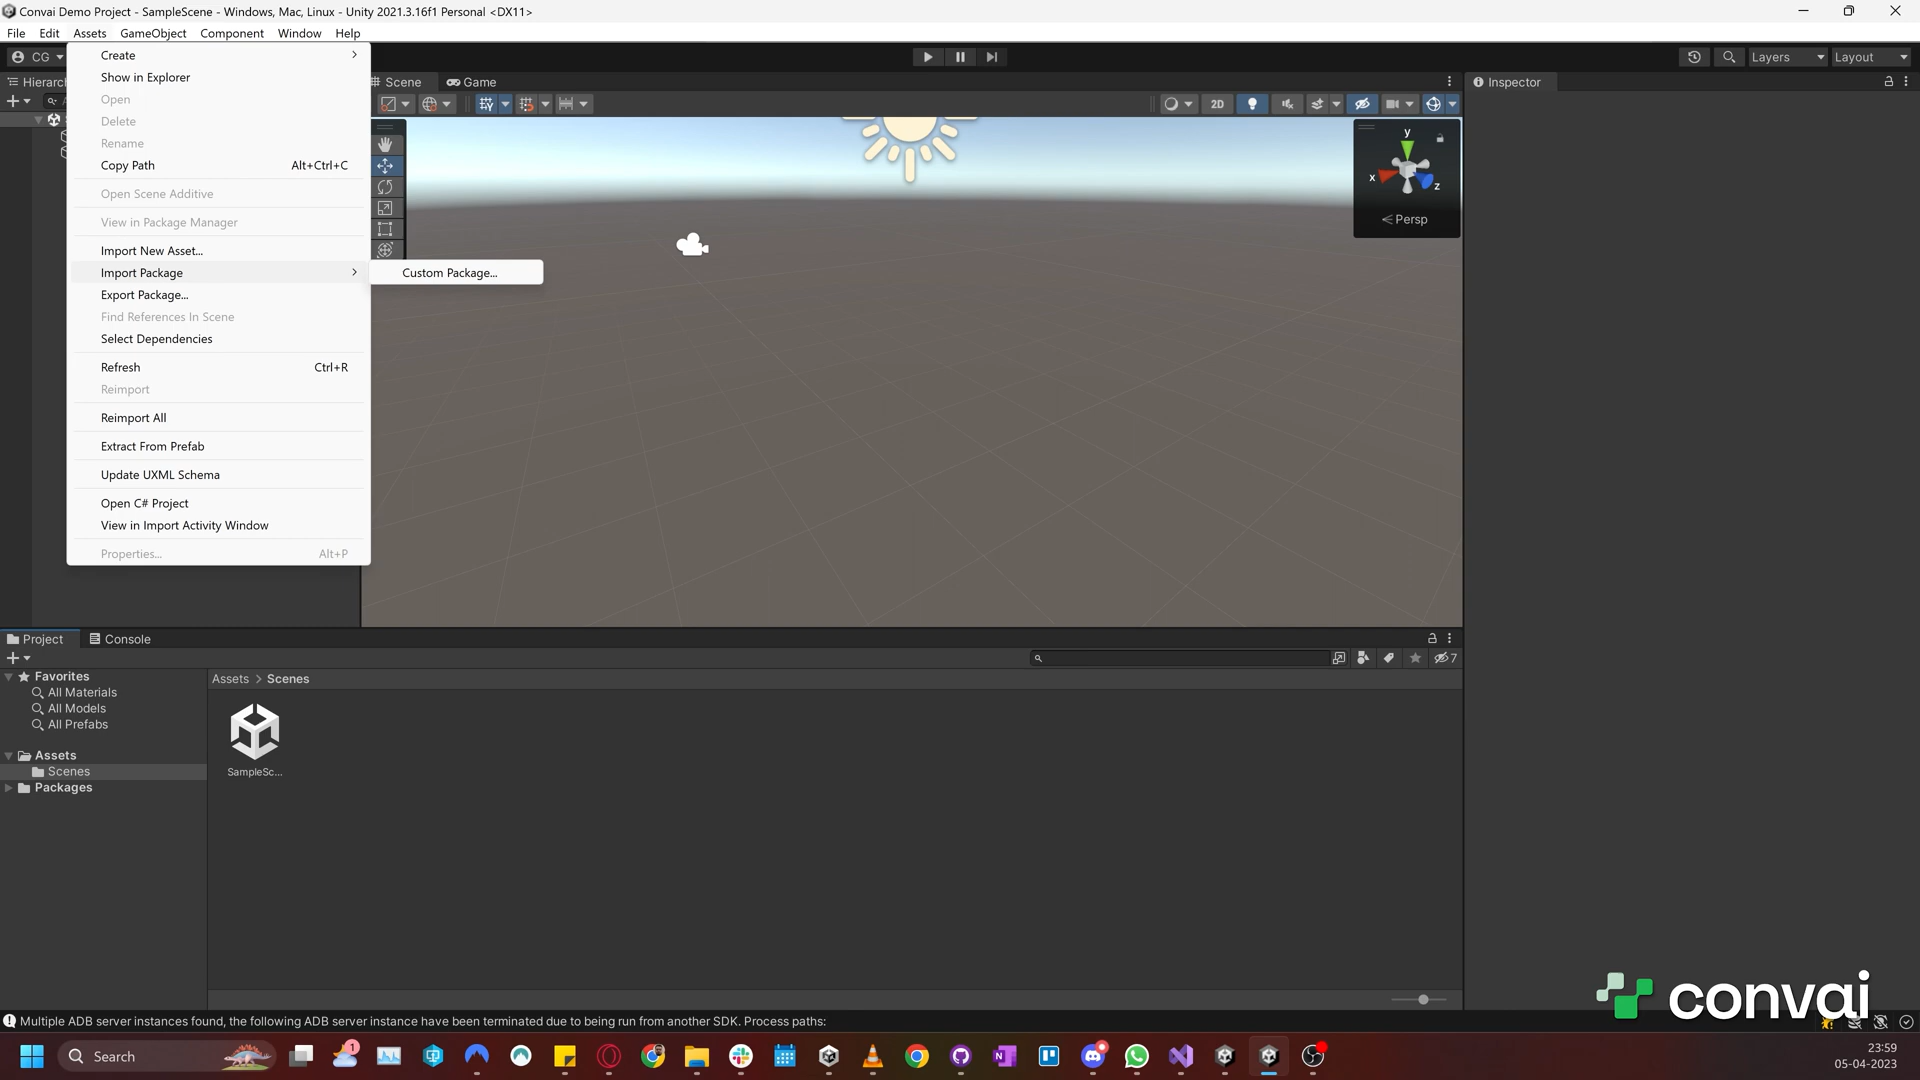 Convai Demo Project - SampleScene - Windows, Mac, Linux - Unity 2021.3.16f1 Personal <DX11>
File Edit Assets GameObject Component Window Help
CG Layers Layout
Create
Show in Explorer
Open
Delete
Rename
Copy Path Alt+Ctrl+C
Open Scene Additive
View in Package Manager
Import New Asset...
Import Package Custom Package...
Export Package...
Find References In Scene
Select Dependencies
Refresh Ctrl+R
Reimport
Reimport All
Extract From Prefab
Update UXML Schema
Open C# Project
View in Import Activity Window
Properties... Alt+P
Scene Game
2D
y
x
z
Persp
Inspector
Project Console
7
Favorites
All Materials
All Models
All Prefabs
Assets
Scenes
Packages
Assets > Scenes
SampleSc...
convai
Multiple ADB server instances found, the following ADB server instance have been terminated due to being run from another SDK. Process paths:
Search
1
23:59
05-04-2023